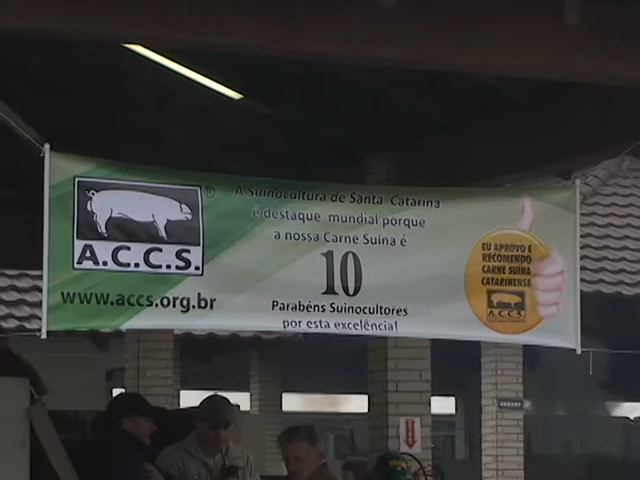 A.C.C.S.
®
www.accs.org.br
A Suinocultura de Santa Catarina
é destaque mundial porque
a nossa Carne Suína é
10
Parabéns Suinocultores
por esta excelência!
EU APROVO E
RECOMENDO
CARNE SUÍNA
CATARINENSE
A.C.C.S.